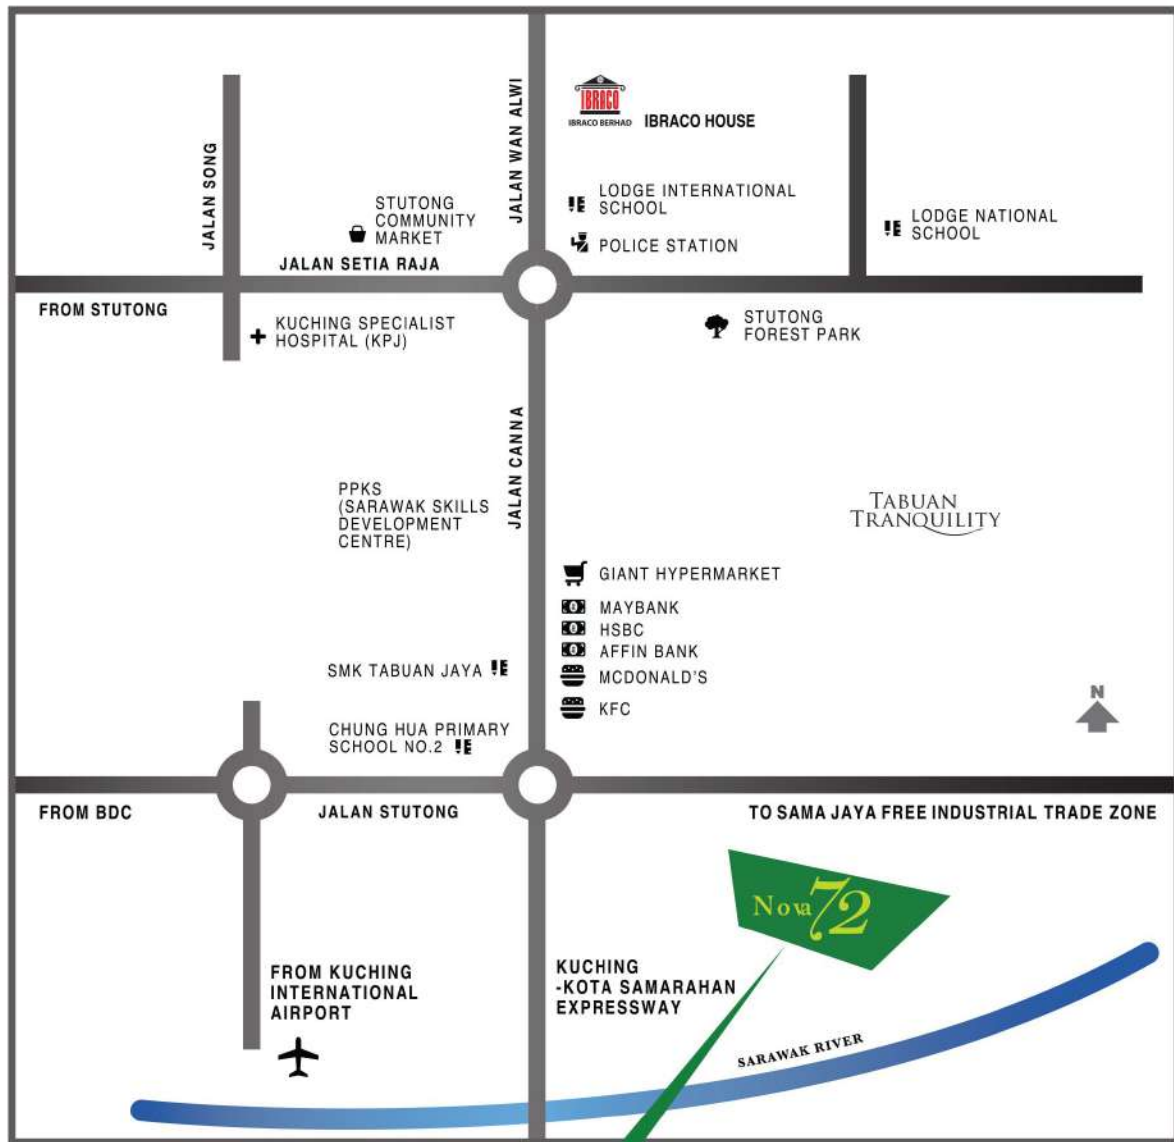 JALAN SONG
JALAN WAN ALWI
IBRACO
IBRACO BERHAD
IBRACO HOUSE
LODGE INTERNATIONAL
SCHOOL
POLICE STATION
LODGE NATIONAL
SCHOOL
STUTONG
COMMUNITY
MARKET
JALAN SETIA RAJA
FROM STUTONG
KUCHING SPECIALIST
HOSPITAL (KPJ)
STUTONG
FOREST PARK
JALAN CANNA
PPKS
(SARAWAK SKILLS
DEVELOPMENT
CENTRE)
TABUAN
TRANQUILITY
GIANT HYPERMARKET
MAYBANK
HSBC
AFFIN BANK
MCDONALD'S
KFC
SMK TABUAN JAYA
CHUNG HUA PRIMARY
SCHOOL NO.2
N
FROM BDC
JALAN STUTONG
TO SAMA JAYA FREE INDUSTRIAL TRADE ZONE
Nova 72
FROM KUCHING
INTERNATIONAL
AIRPORT
KUCHING
-KOTA SAMARAHAN
EXPRESSWAY
SARAWAK RIVER